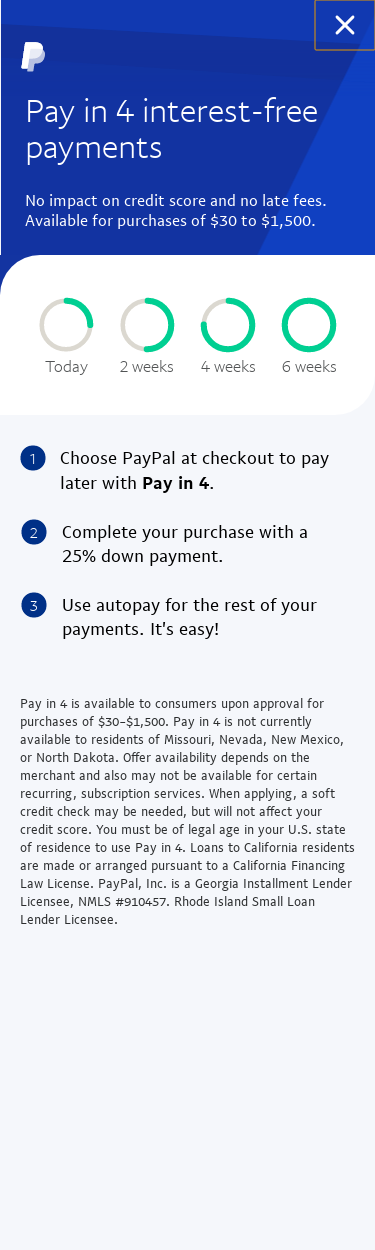 Pay in 4 interest-free
payments
No impact on credit score and no late fees.
Available for purchases of $30 to $1,500.
Today 2 weeks 4 weeks 6 weeks
1 Choose PayPal at checkout to pay
later with Pay in 4.
2 Complete your purchase with a
25% down payment.
3 Use autopay for the rest of your
payments. It's easy!
Pay in 4 is available to consumers upon approval for
purchases of $30-$1,500. Pay in 4 is not currently
available to residents of Missouri, Nevada, New Mexico,
or North Dakota. Offer availability depends on the
merchant and also may not be available for certain
recurring, subscription services. When applying, a soft
credit check may be needed, but will not affect your
credit score. You must be of legal age in your U.S. state
of residence to use Pay in 4. Loans to California residents
are made or arranged pursuant to a California Financing
Law License. PayPal, Inc. is a Georgia Installment Lender
Licensee, NMLS #910457. Rhode Island Small Loan
Lender Licensee.